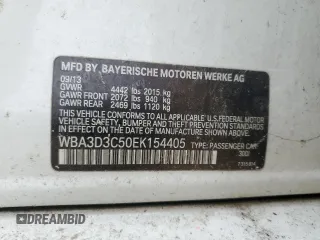 MFD BY BAYERISCHE MOTOREN WERKE AG
09/13
GVWR 4442 lbs 2015 kg
GAWR FRONT 2072 lbs 940 kg
GAWR REAR 2469 lbs 1120 kg
THIS VEHICLE CONFORMS TO ALL APPLICABLE
FEDERAL MOTOR VEHICLE SAFETY, BUMPER,
AND THEFT PREVENTION STANDARDS IN EFFECT
ON THE DATE OF MANUFACTURE SHOWN ABOVE.
WBA3D3C50EK154405
TYPE: PASSENGER CAR
300I
© DREAMBID